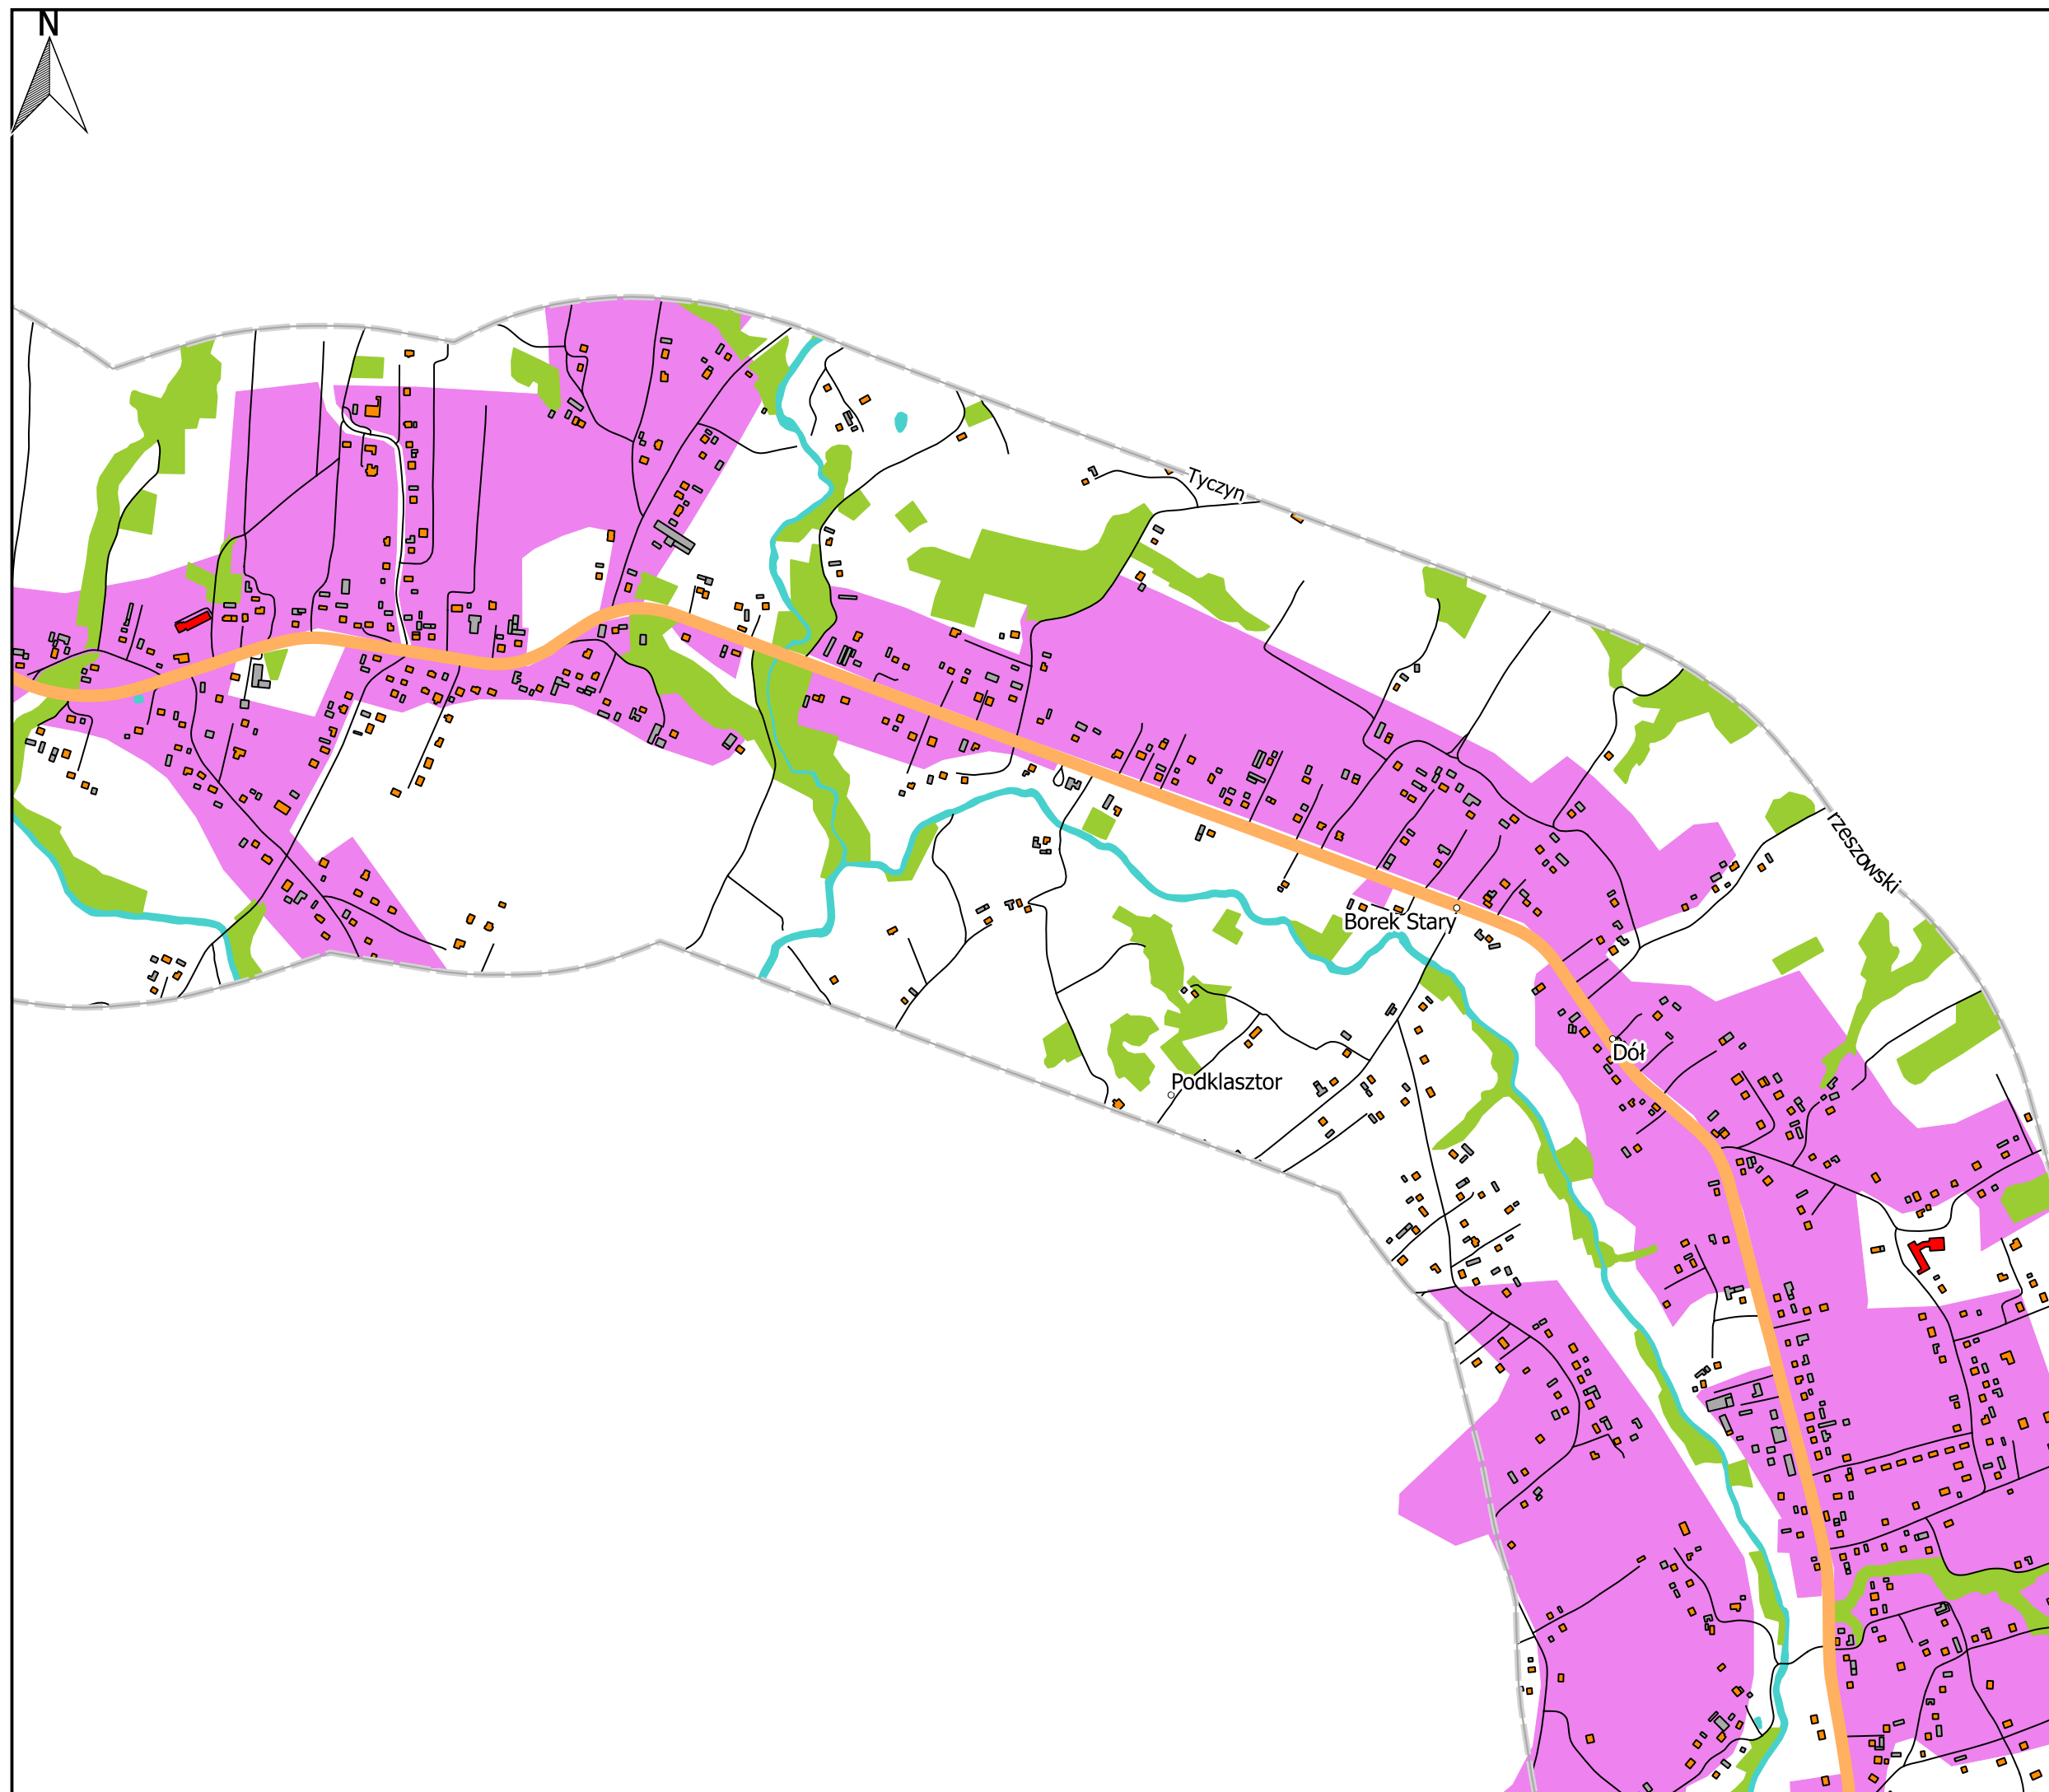 N
Tyczyn
rzeszowski
Borek Stary
Dół
Podklasztor